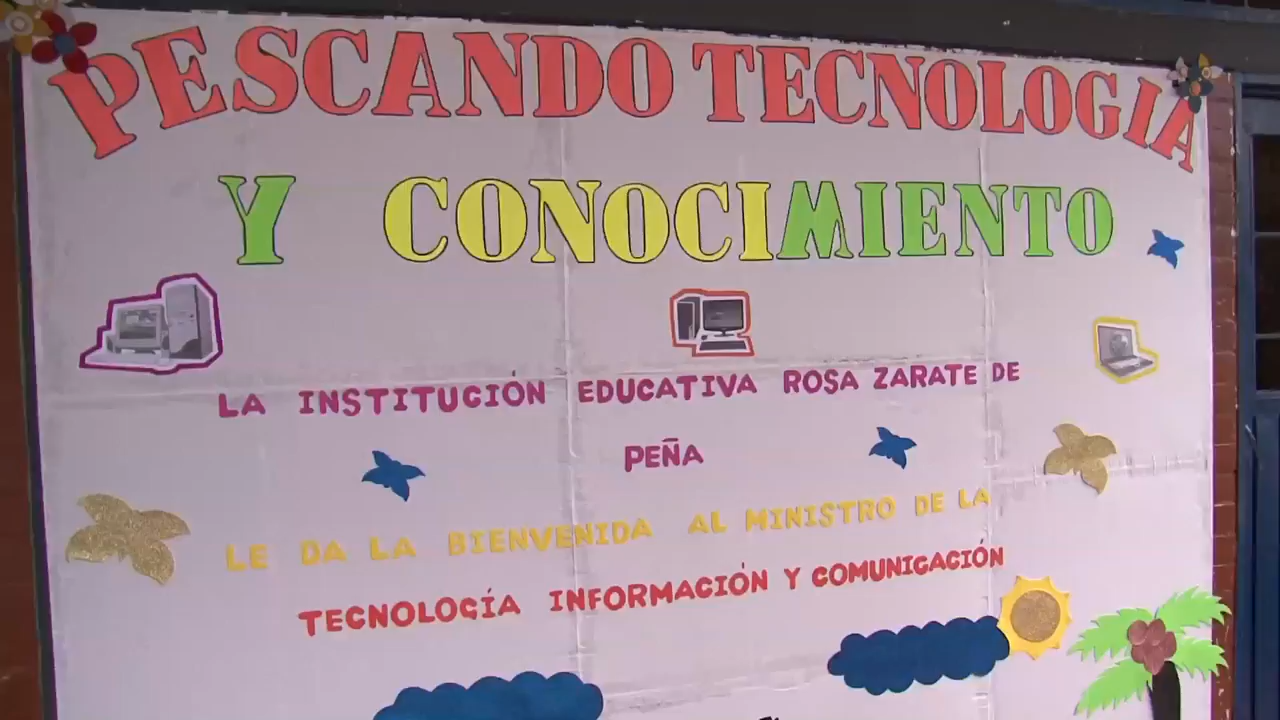 PESCANDO TECNOLOGIA
Y CONOCIMIENTO
LA INSTITUCIÓN EDUCATIVA ROSA ZARATE DE
PEÑA
LE DA LA BIENVENIDA AL MINISTRO DE LA
TECNOLOGÍA INFORMACIÓN Y COMUNICACIÓN